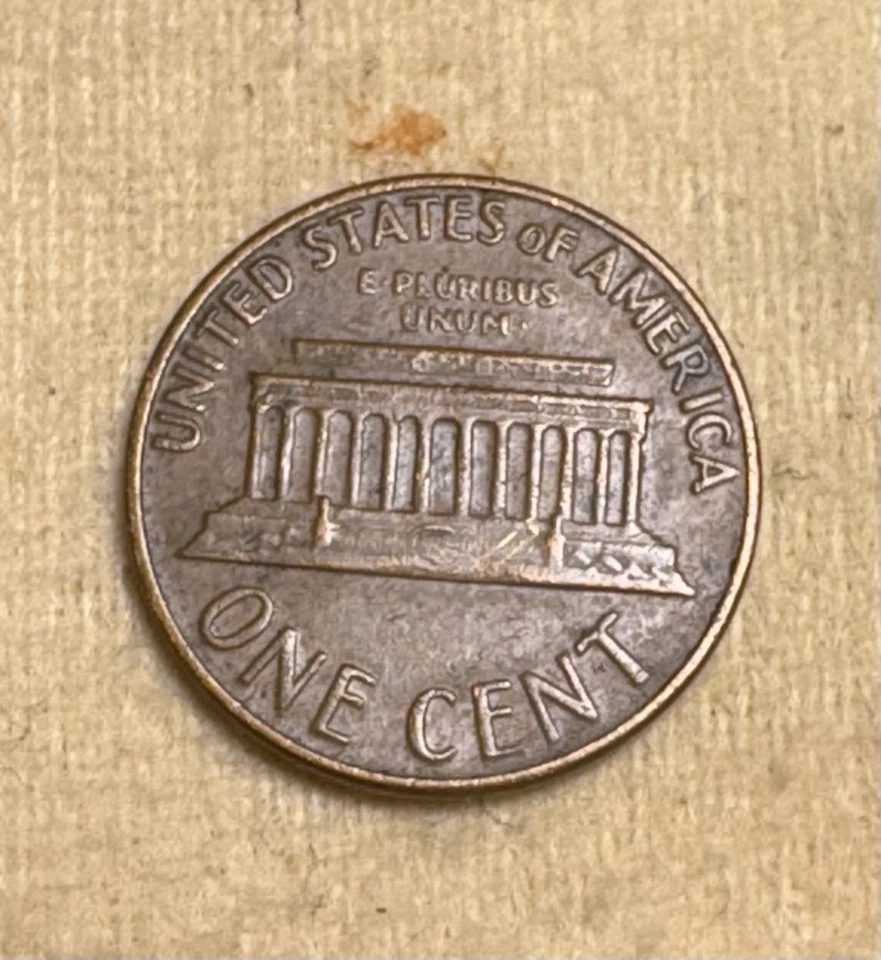 UNITED STATES OF AMERICA
E·PLURIBUS
UNUM·
ONE CENT